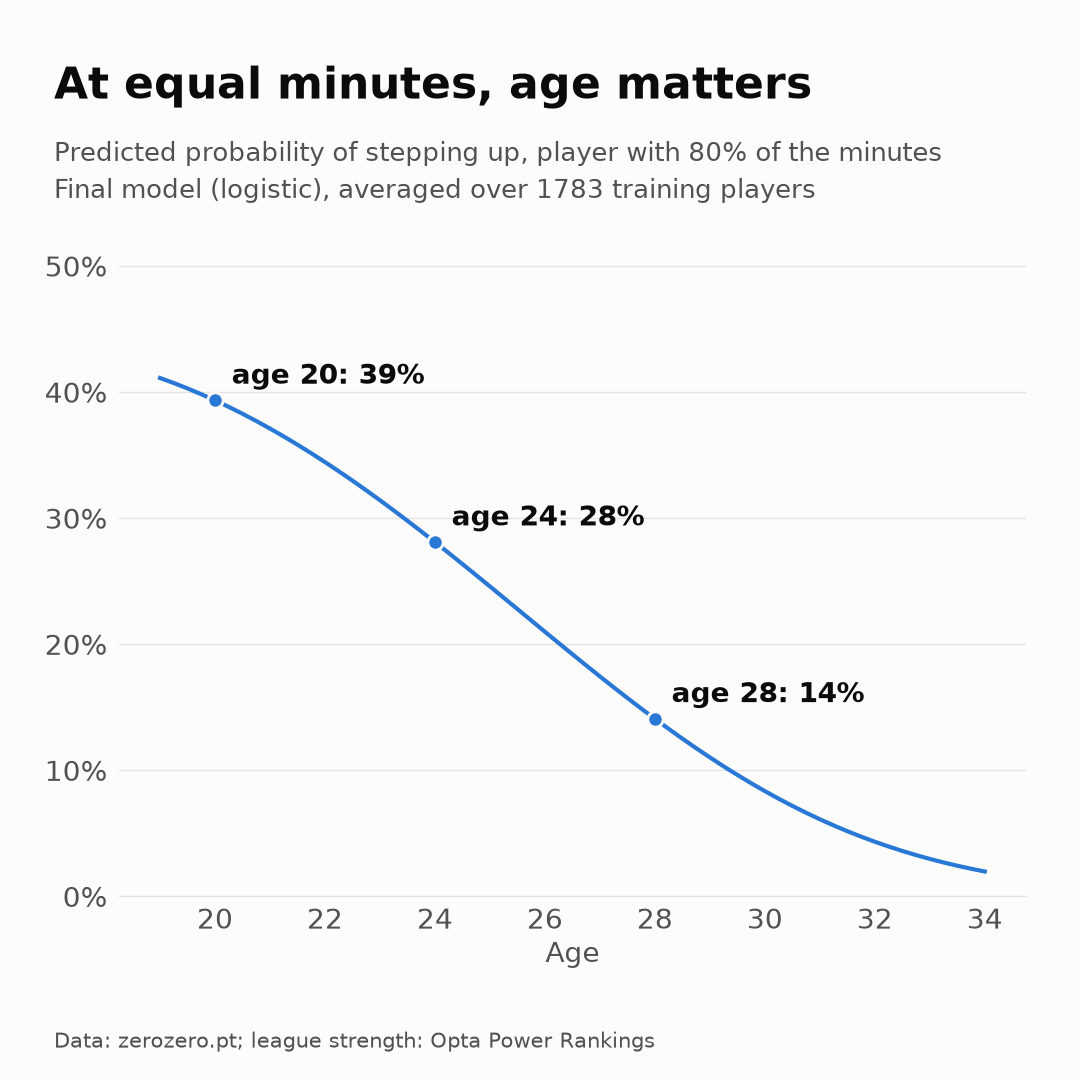 At equal minutes, age matters
Predicted probability of stepping up, player with 80% of the minutes
Final model (logistic), averaged over 1783 training players
50%
age 20: 39%
40%
age 24: 28%
30%
20%
age 28: 14%
10%
0%
20 22 24 26 28 30 32 34
Age
Data: zerozero.pt; league strength: Opta Power Rankings